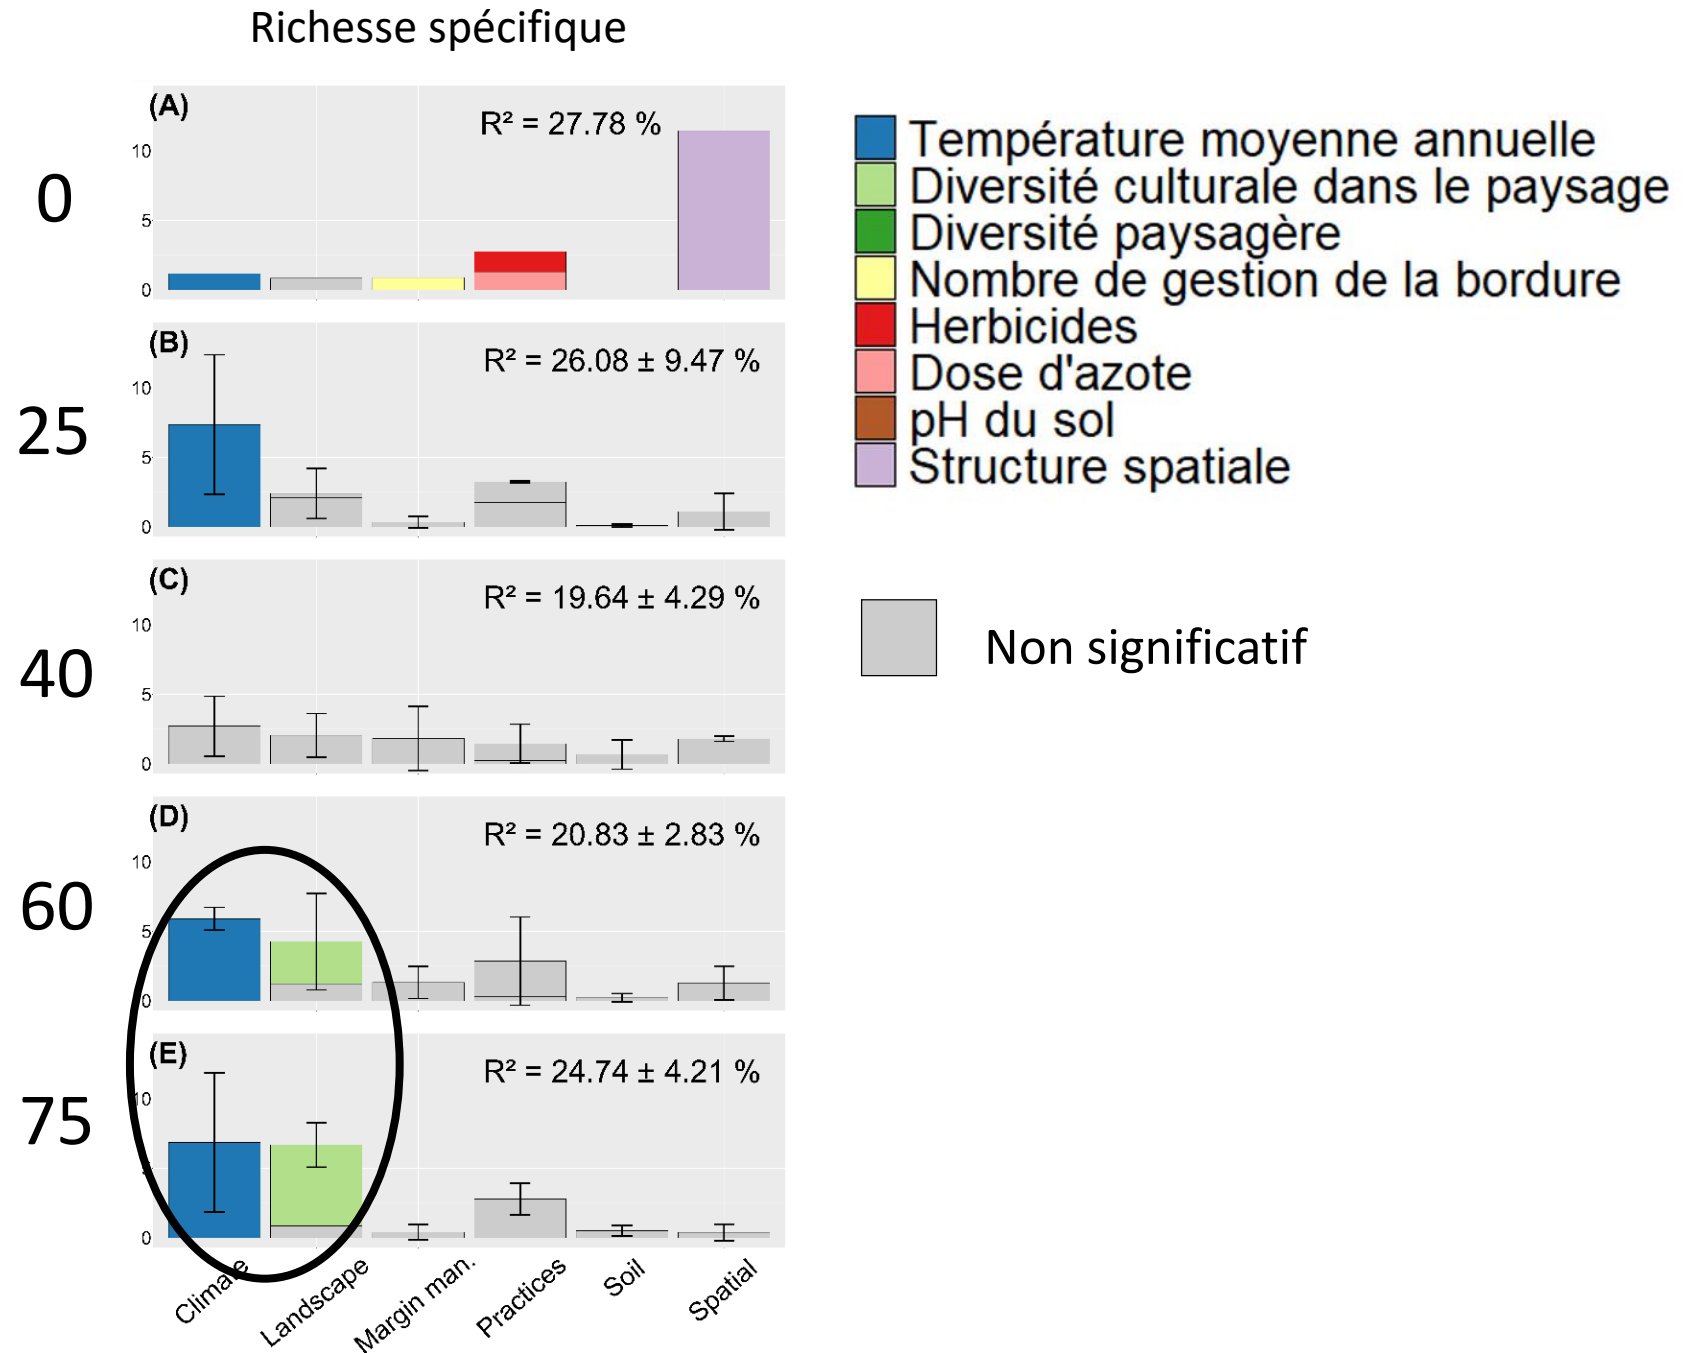 Richesse spécifique
0
(A)
R² = 27.78 %
10
5
0
25
(B)
R² = 26.08 ± 9.47 %
10
5
0
40
(C)
R² = 19.64 ± 4.29 %
10
5
0
60
(D)
R² = 20.83 ± 2.83 %
10
5
0
75
(E)
R² = 24.74 ± 4.21 %
10
0
Climate
Landscape
Margin man.
Practices
Soil
Spatial
Température moyenne annuelle
Diversité culturale dans le paysage
Diversité paysagère
Nombre de gestion de la bordure
Herbicides
Dose d'azote
pH du sol
Structure spatiale
Non significatif